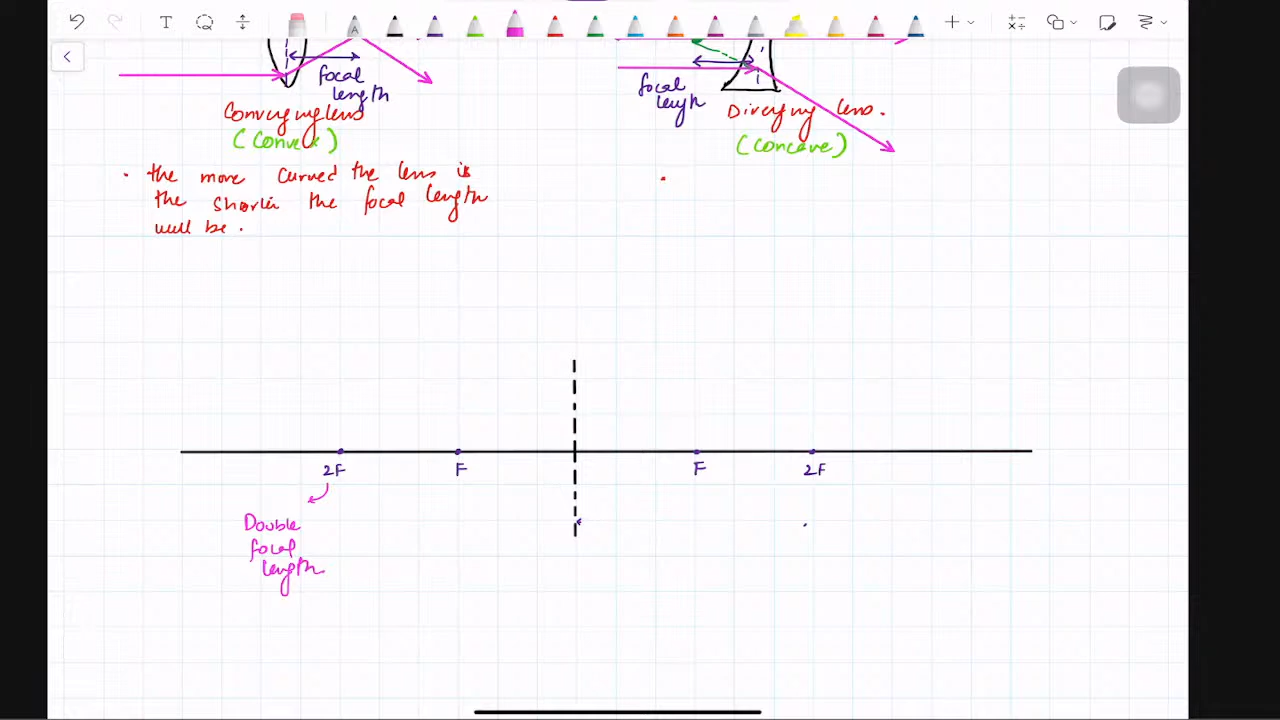 focal
length
Converging lens
(Convex)
• the more curved the lens is
the shorter the focal length
will be .
focal
length
Diverging lens .
(Concave)
2F
F
F
2F
Double
focal
length